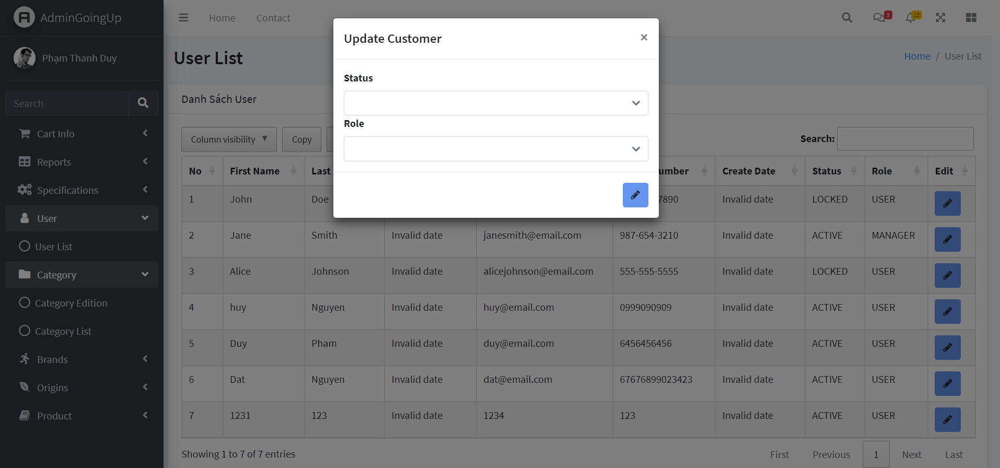 AdminGoingUp
Home
Contact
3
15
Phạm Thanh Duy
Search
Cart Info
Reports
Specifications
User
User List
Category
Category Edition
Category List
Brands
Origins
Product
User List
Home / User List
Danh Sách User
Column visibility ▼
Copy
Search:
Update Customer
×
Status
Role
No First Name Last umber Create Date Status Role Edit
1 John Doe 7890 Invalid date LOCKED USER
2 Jane Smith Invalid date janesmith@email.com 987-654-3210 Invalid date ACTIVE MANAGER
3 Alice Johnson Invalid date alicejohnson@email.com 555-555-5555 Invalid date LOCKED USER
4 huy Nguyen Invalid date huy@email.com 0999090909 Invalid date ACTIVE USER
5 Duy Pham Invalid date duy@email.com 6456456456 Invalid date ACTIVE USER
6 Dat Nguyen Invalid date dat@email.com 67676899023423 Invalid date ACTIVE USER
7 1231 123 Invalid date 1234 123 Invalid date ACTIVE USER
Showing 1 to 7 of 7 entries
First Previous 1 Next Last